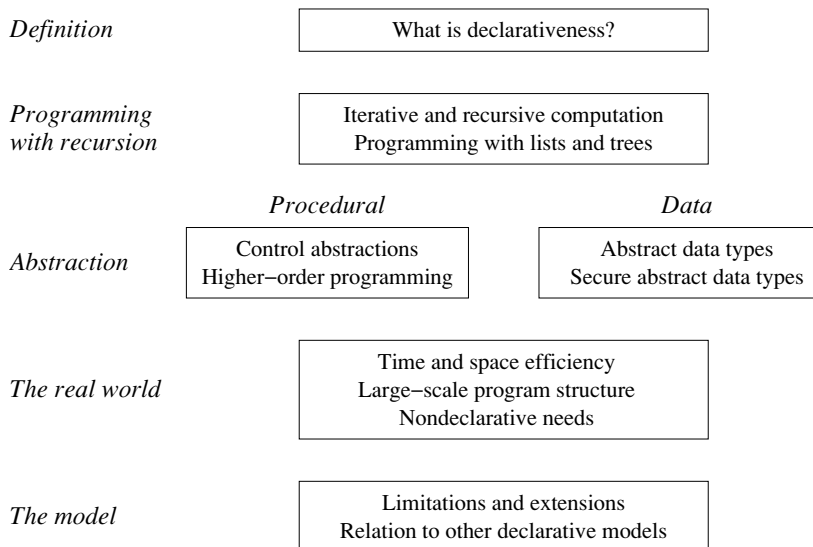 Definition
What is declarativeness?
Programming
with recursion
Iterative and recursive computation
Programming with lists and trees
Procedural
Data
Abstraction
Control abstractions
Higher−order programming
Abstract data types
Secure abstract data types
The real world
Time and space efficiency
Large−scale program structure
Nondeclarative needs
The model
Limitations and extensions
Relation to other declarative models